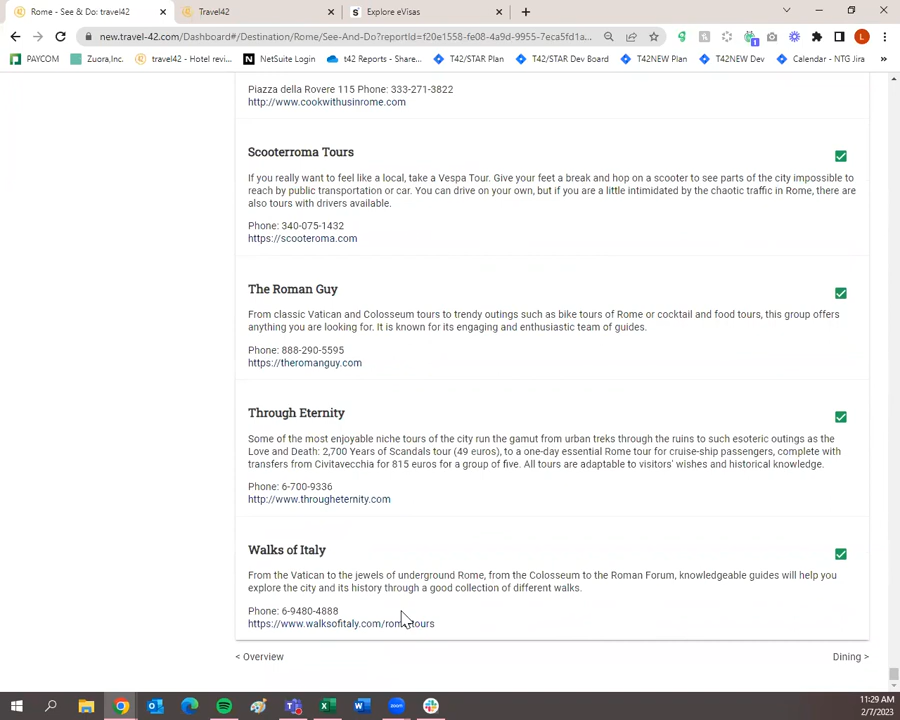 Rome - See & Do: travel42
Travel42
S Explore eVisas
new.travel-42.com/Dashboard#/Destination/Rome/See-And-Do?reportId=f20e1558-fe08-4a9d-9955-7eca5fd1a...
PAYCOM
Zuora,Inc.
travel42 - Hotel revi...
N NetSuite Login
t42 Reports - Share...
T42/STAR Plan
T42/STAR Dev Board
T42NEW Plan
T42NEW Dev
Calendar - NTG Jira
Piazza della Rovere 115 Phone: 333-271-3822
http://www.cookwithusinrome.com
Scooterroma Tours
If you really want to feel like a local, take a Vespa Tour. Give your feet a break and hop on a scooter to see parts of the city impossible to
reach by public transportation or car. You can drive on your own, but if you are a little intimidated by the chaotic traffic in Rome, there are
also tours with drivers available.
Phone: 340-075-1432
https://scooteroma.com
The Roman Guy
From classic Vatican and Colosseum tours to trendy outings such as bike tours of Rome or cocktail and food tours, this group offers
anything you are looking for. It is known for its engaging and enthusiastic team of guides.
Phone: 888-290-5595
https://theromanguy.com
Through Eternity
Some of the most enjoyable niche tours of the city run the gamut from urban treks through the ruins to such esoteric outings as the
Love and Death: 2,700 Years of Scandals tour (49 euros), to a one-day essential Rome tour for cruise-ship passengers, complete with
transfers from Civitavecchia for 815 euros for a group of five. All tours are adaptable to visitors' wishes and historical knowledge.
Phone: 6-700-9336
http://www.througheternity.com
Walks of Italy
From the Vatican to the jewels of underground Rome, from the Colosseum to the Roman Forum, knowledgeable guides will help you
explore the city and its history through a good collection of different walks.
Phone: 6-9480-4888
https://www.walksofitaly.com/rome-tours
< Overview
Dining >
11:29 AM
2/7/2023